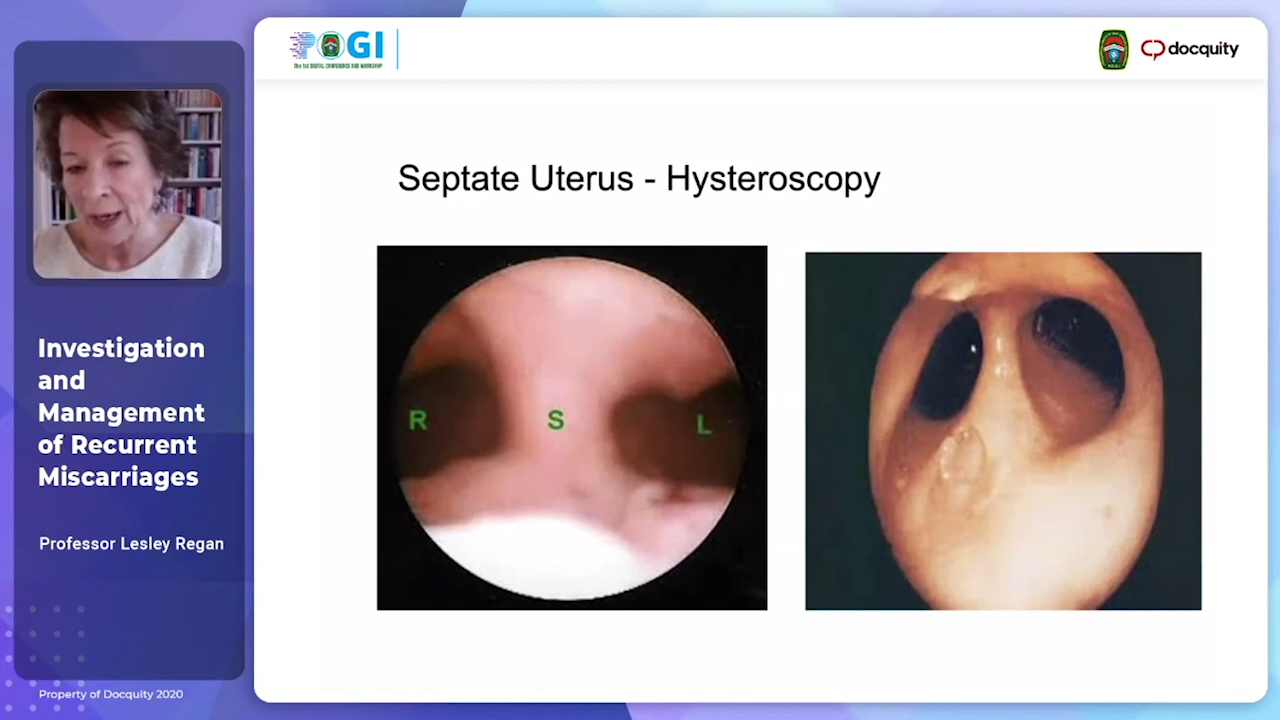 OGI
the 1st DIGITAL CONFERENCE AND WORKSHOP
docquity
Septate Uterus - Hysteroscopy
R
S
L
Investigation
and
Management
of Recurrent
Miscarriages
Professor Lesley Regan
Property of Docquity 2020